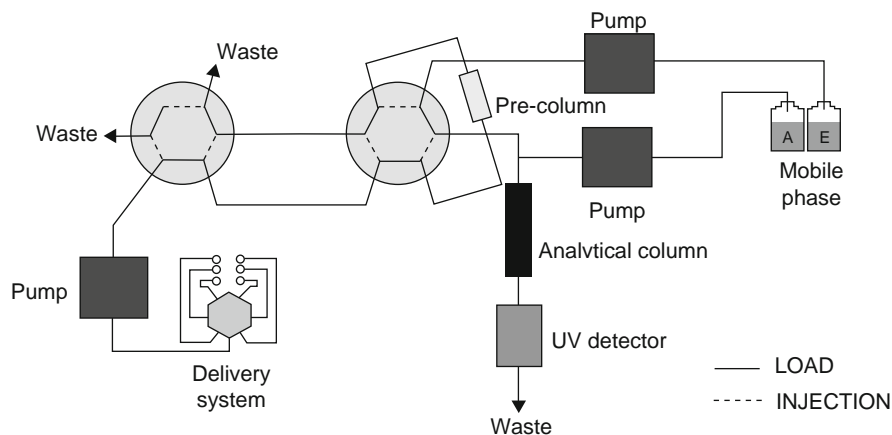 Pump
Waste
Waste
Pre-column
A E
Mobile
phase
Pump
Analvtical column
Pump
UV detector
Delivery
system
LOAD
INJECTION
Waste